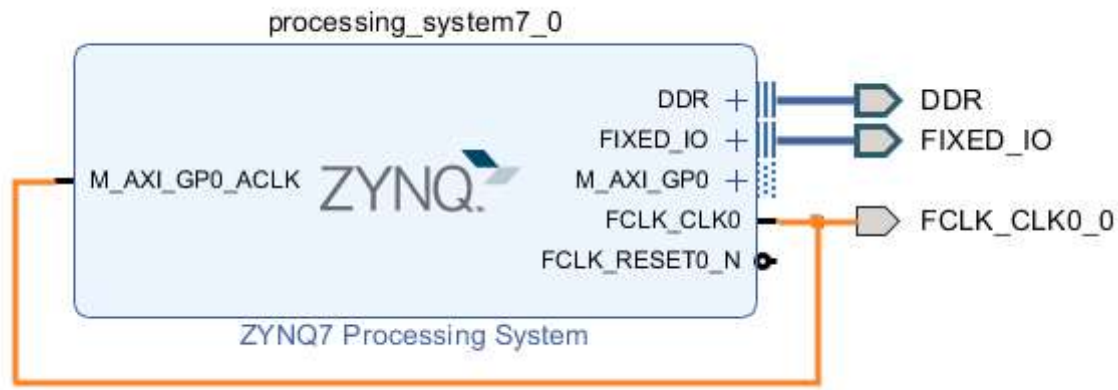 processing_system7_0
DDR
DDR
FIXED_IO
FIXED_IO
M_AXI_GP0_ACLK
ZYNQ.
M_AXI_GP0
FCLK_CLK0
FCLK_CLK0_0
FCLK_RESET0_N
ZYNQ7 Processing System